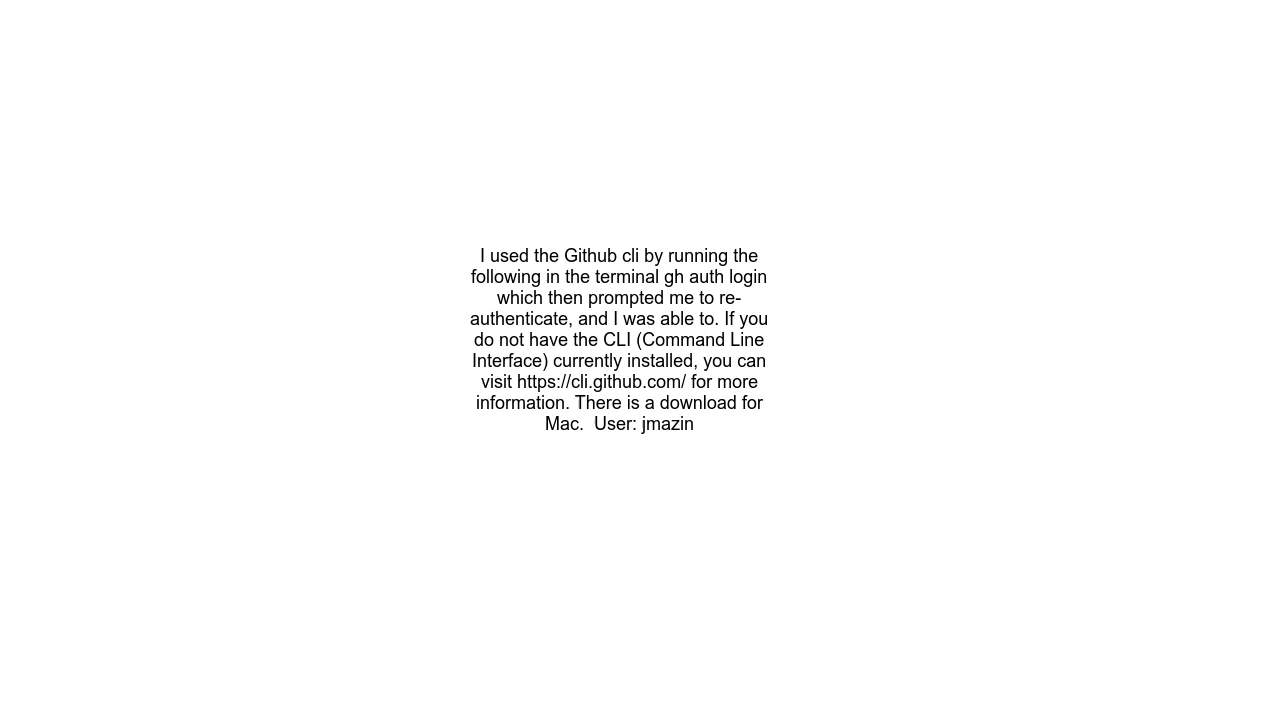 I used the Github cli by running the
following in the terminal gh auth login
which then prompted me to re-
authenticate, and I was able to. If you
do not have the CLI (Command Line
Interface) currently installed, you can
visit https://cli.github.com/ for more
information. There is a download for
Mac.  User: jmazin